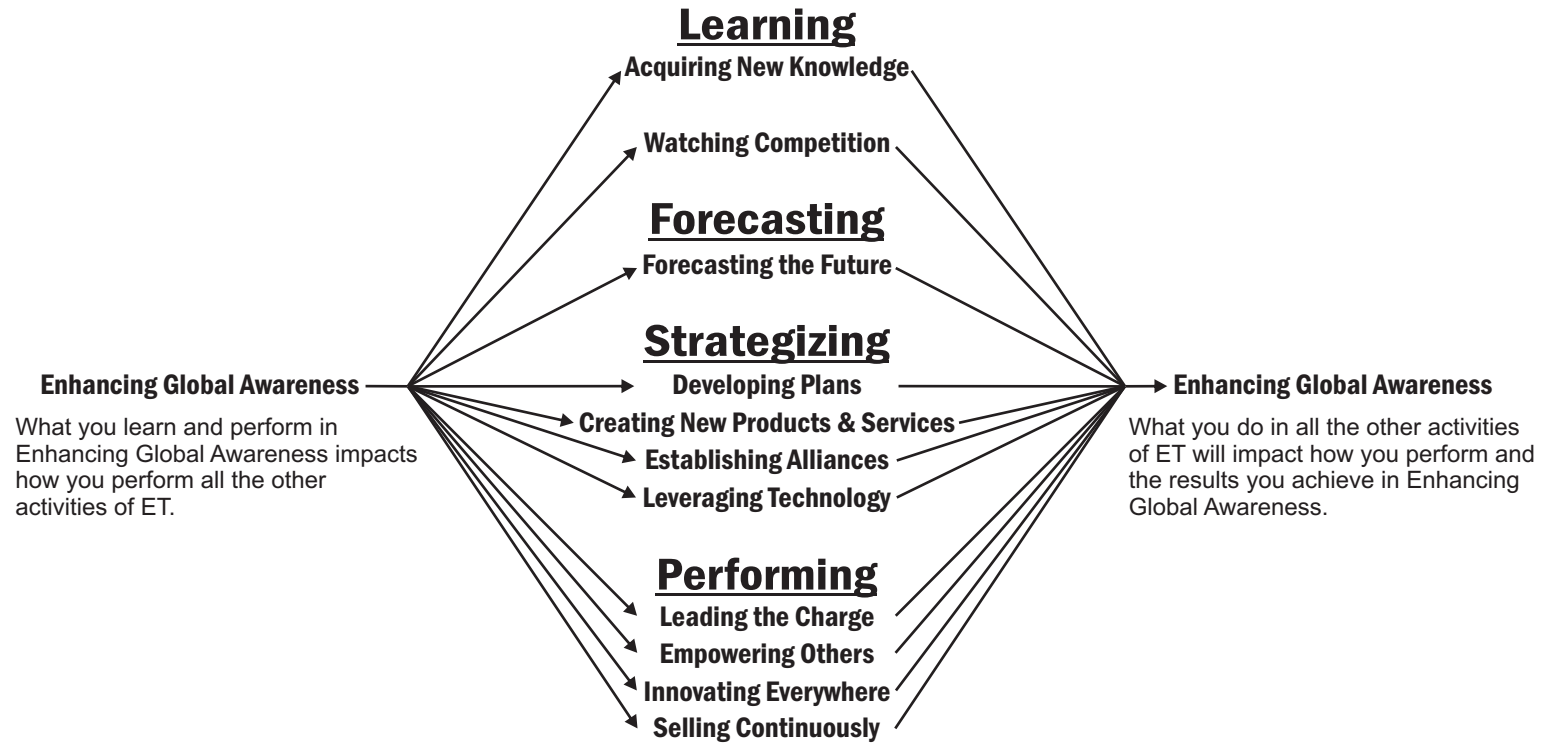 Learning
Acquiring New Knowledge
Watching Competition
Forecasting
Forecasting the Future
Strategizing
Enhancing Global Awareness
What you learn and perform in
Enhancing Global Awareness impacts
how you perform all the other
activities of ET.
Developing Plans
Creating New Products & Services
Establishing Alliances
Leveraging Technology
Performing
Leading the Charge
Empowering Others
Innovating Everywhere
Selling Continuously
Enhancing Global Awareness
What you do in all the other activities
of ET will impact how you perform and
the results you achieve in Enhancing
Global Awareness.